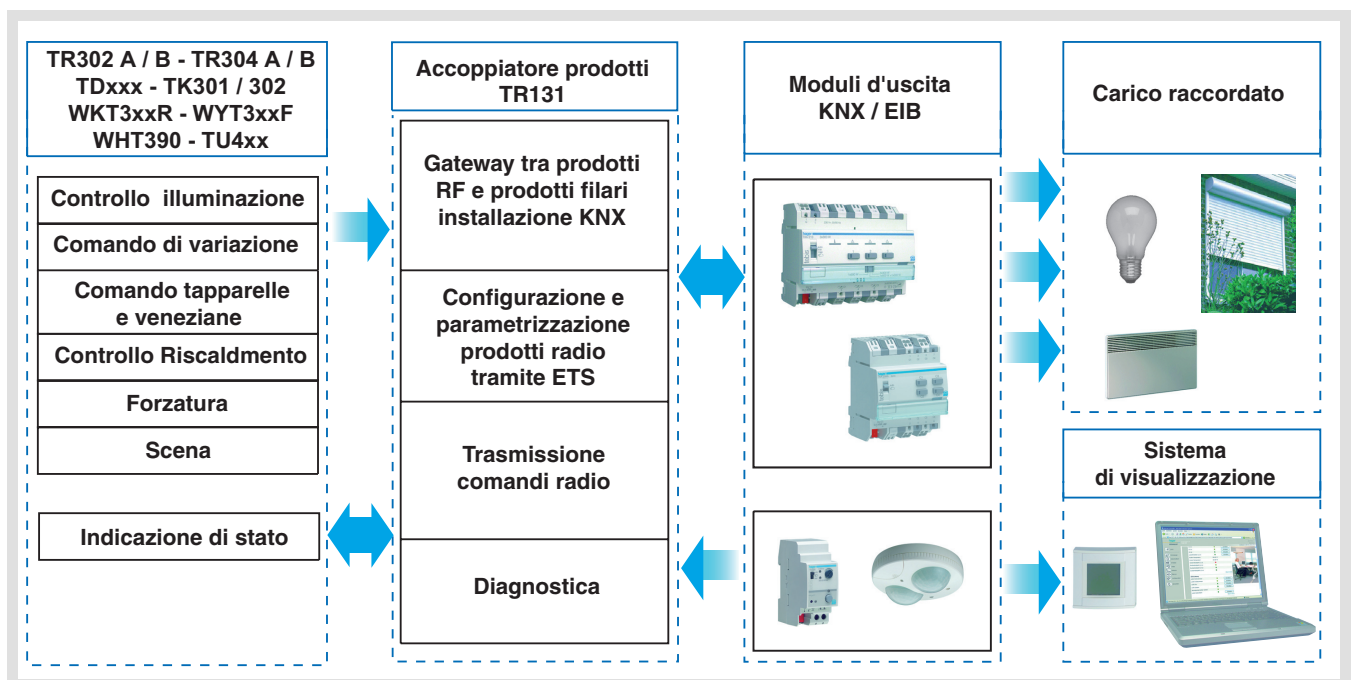 TR302 A / B - TR304 A / B
TDxxx - TK301 / 302
WKT3xxR - WYT3xxF
WHT390 - TU4xx
Controllo illuminazione
Comando di variazione
Comando tapparelle
e veneziane
Controllo Riscaldmento
Forzatura
Scena
Indicazione di stato
Accoppiatore prodotti
TR131
Gateway tra prodotti
RF e prodotti filari
installazione KNX
Configurazione e
parametrizzazione
prodotti radio
tramite ETS
Trasmissione
comandi radio
Diagnostica
Moduli d'uscita
KNX / EIB
Carico raccordato
Sistema
di visualizzazione